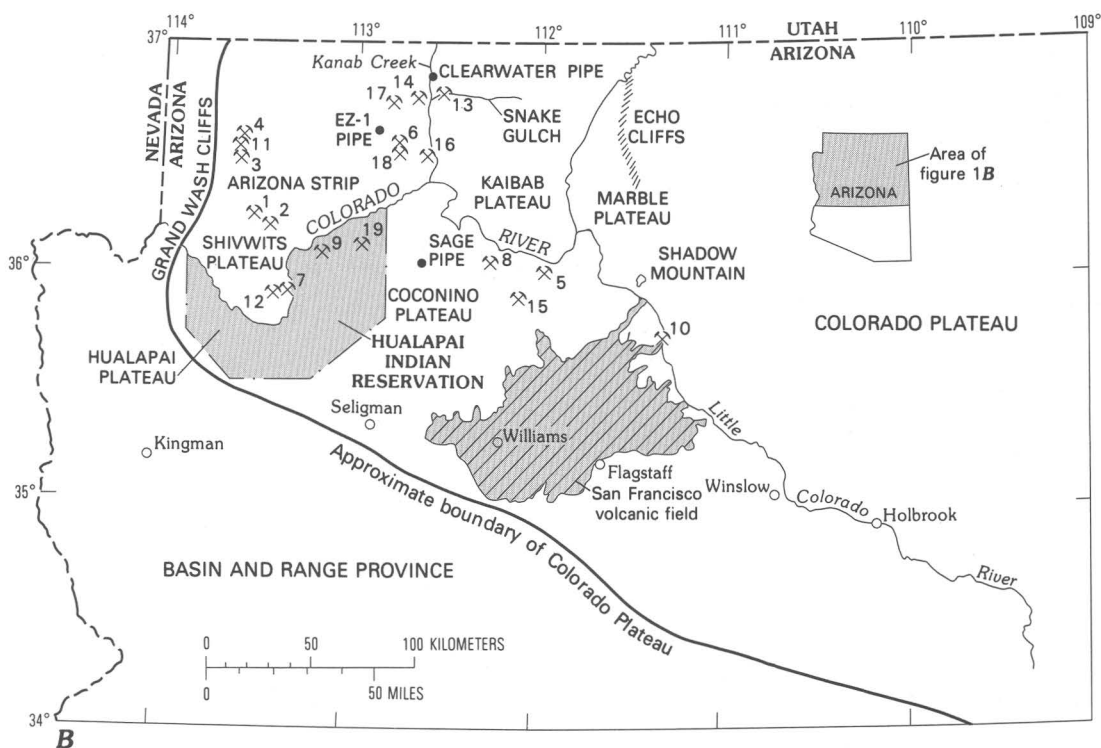 114°
113°
112°
111°
110°
109°
37°
UTAH
ARIZONA
Kanab Creek
CLEARWATER PIPE
14
17
13
SNAKE
GULCH
ECHO
CLIFFS
NEVADA
ARIZONA
GRAND WASH CLIFFS
4
11
3
EZ-1
PIPE
6
18
16
ARIZONA STRIP
KAIBAB
PLATEAU
MARBLE
PLATEAU
Area of
figure 1B
ARIZONA
1
2
COLORADO
RIVER
SHIVWITS
PLATEAU
9
19
SAGE
PIPE
8
5
SHADOW
MOUNTAIN
36°
12
7
COCONINO
PLATEAU
15
10
COLORADO PLATEAU
HUALAPAI
PLATEAU
HUALAPAI
INDIAN
RESERVATION
Seligman
Kingman
Williams
Flagstaff
San Francisco
volcanic field
Little
Colorado
River
Winslow
Holbrook
35°
Approximate boundary of Colorado Plateau
BASIN AND RANGE PROVINCE
0 50 100 KILOMETERS
0 50 MILES
34°
B